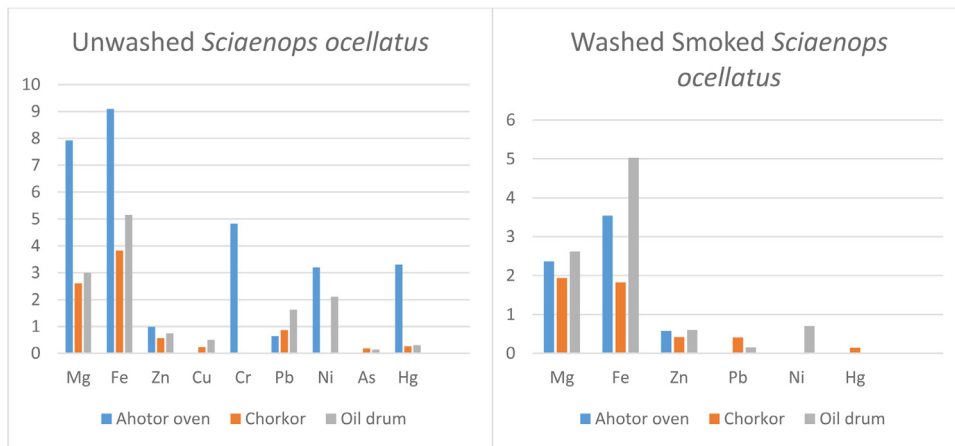 Unwashed Sciaenops ocellatus
10
9
8
7
6
5
4
3
2
1
0
Mg Fe Zn Cu Cr Pb Ni As Hg
Ahotor oven Chorkor Oil drum
Washed Smoked Sciaenops
ocellatus
6
5
4
3
2
1
0
Mg Fe Zn Pb Ni Hg
Ahotor oven Chorkor Oil drum